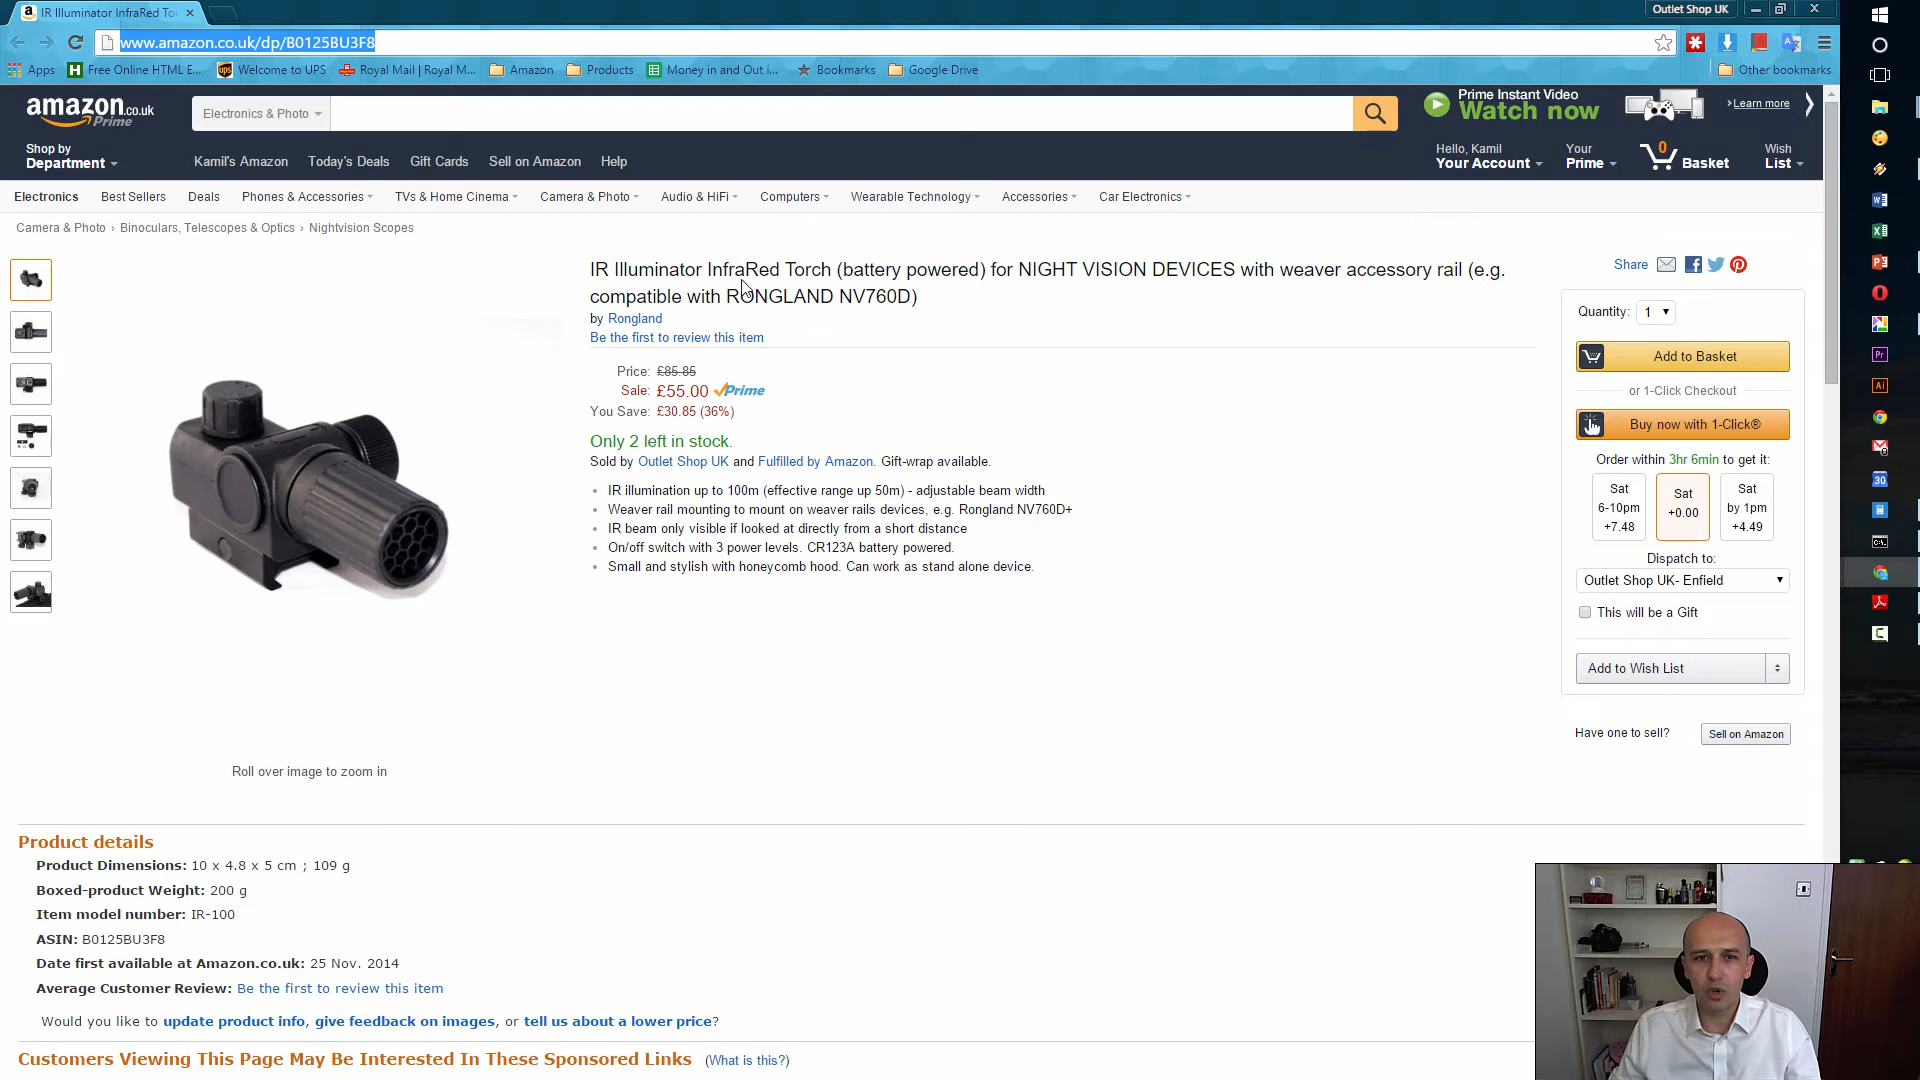 IR Illuminator InfraRed To
Outlet Shop UK
www.amazon.co.uk/dp/B0125BU3F8
Apps
Free Online HTML E...
Welcome to UPS
Royal Mail | Royal M...
Amazon
Products
Money in and Out i...
Bookmarks
Google Drive
Other bookmarks
amazon.co.uk
Prime
Electronics & Photo
Prime Instant Video
Watch now
Learn more
Shop by
Department
Kamil's Amazon
Today's Deals
Gift Cards
Sell on Amazon
Help
Hello, Kamil
Your Account
Your
Prime
0
Basket
Wish
List
Electronics
Best Sellers
Deals
Phones & Accessories
TVs & Home Cinema
Camera & Photo
Audio & HiFi
Computers
Wearable Technology
Accessories
Car Electronics
Camera & Photo › Binoculars, Telescopes & Optics › Nightvision Scopes
IR Illuminator InfraRed Torch (battery powered) for NIGHT VISION DEVICES with weaver accessory rail (e.g.
compatible with RONGLAND NV760D)
by Rongland
Be the first to review this item
Price: £85.85
Sale: £55.00 Prime
You Save: £30.85 (36%)
Only 2 left in stock.
Sold by Outlet Shop UK and Fulfilled by Amazon. Gift-wrap available.
IR illumination up to 100m (effective range up 50m) - adjustable beam width
Weaver rail mounting to mount on weaver rails devices, e.g. Rongland NV760D+
IR beam only visible if looked at directly from a short distance
On/off switch with 3 power levels. CR123A battery powered.
Small and stylish with honeycomb hood. Can work as stand alone device.
Share
Quantity: 1
Add to Basket
or 1-Click Checkout
Buy now with 1-Click®
Order within 3hr 6min to get it:
Sat
6-10pm
+7.48
Sat
+0.00
Sat
by 1pm
+4.49
Dispatch to:
Outlet Shop UK- Enfield
This will be a Gift
Add to Wish List
Have one to sell?
Sell on Amazon
Roll over image to zoom in
Product details
Product Dimensions: 10 x 4.8 x 5 cm ; 109 g
Boxed-product Weight: 200 g
Item model number: IR-100
ASIN: B0125BU3F8
Date first available at Amazon.co.uk: 25 Nov. 2014
Average Customer Review: Be the first to review this item
Would you like to update product info, give feedback on images, or tell us about a lower price?
Customers Viewing This Page May Be Interested In These Sponsored Links (What is this?)
Pr
Ai
30